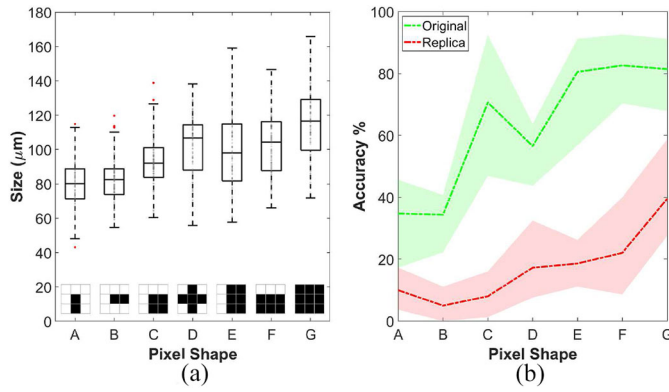 180
160
140
120
100
80
60
40
20
0
Size (μm)
A B C D E F G
Pixel Shape
(a)
100
80
60
40
20
0
Accuracy %
Original
Replica
A B C D E F G
Pixel Shape
(b)